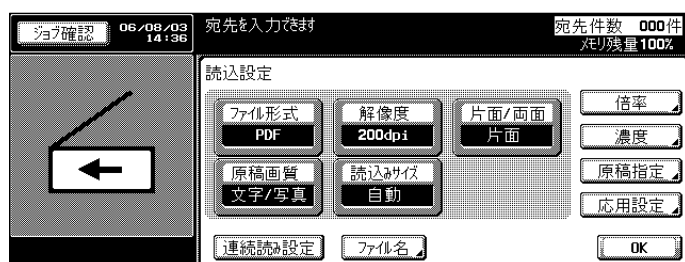 ジョブ確認
06/08/03
14:36
宛先を入力できます
宛先件数 000件
メモリ残量100%
読込設定
ファイル形式
PDF
解像度
200dpi
片面/両面
片面
倍率
濃度
原稿画質
文字/写真
読込みサイズ
自動
原稿指定
応用設定
連続読み設定
ファイル名
OK